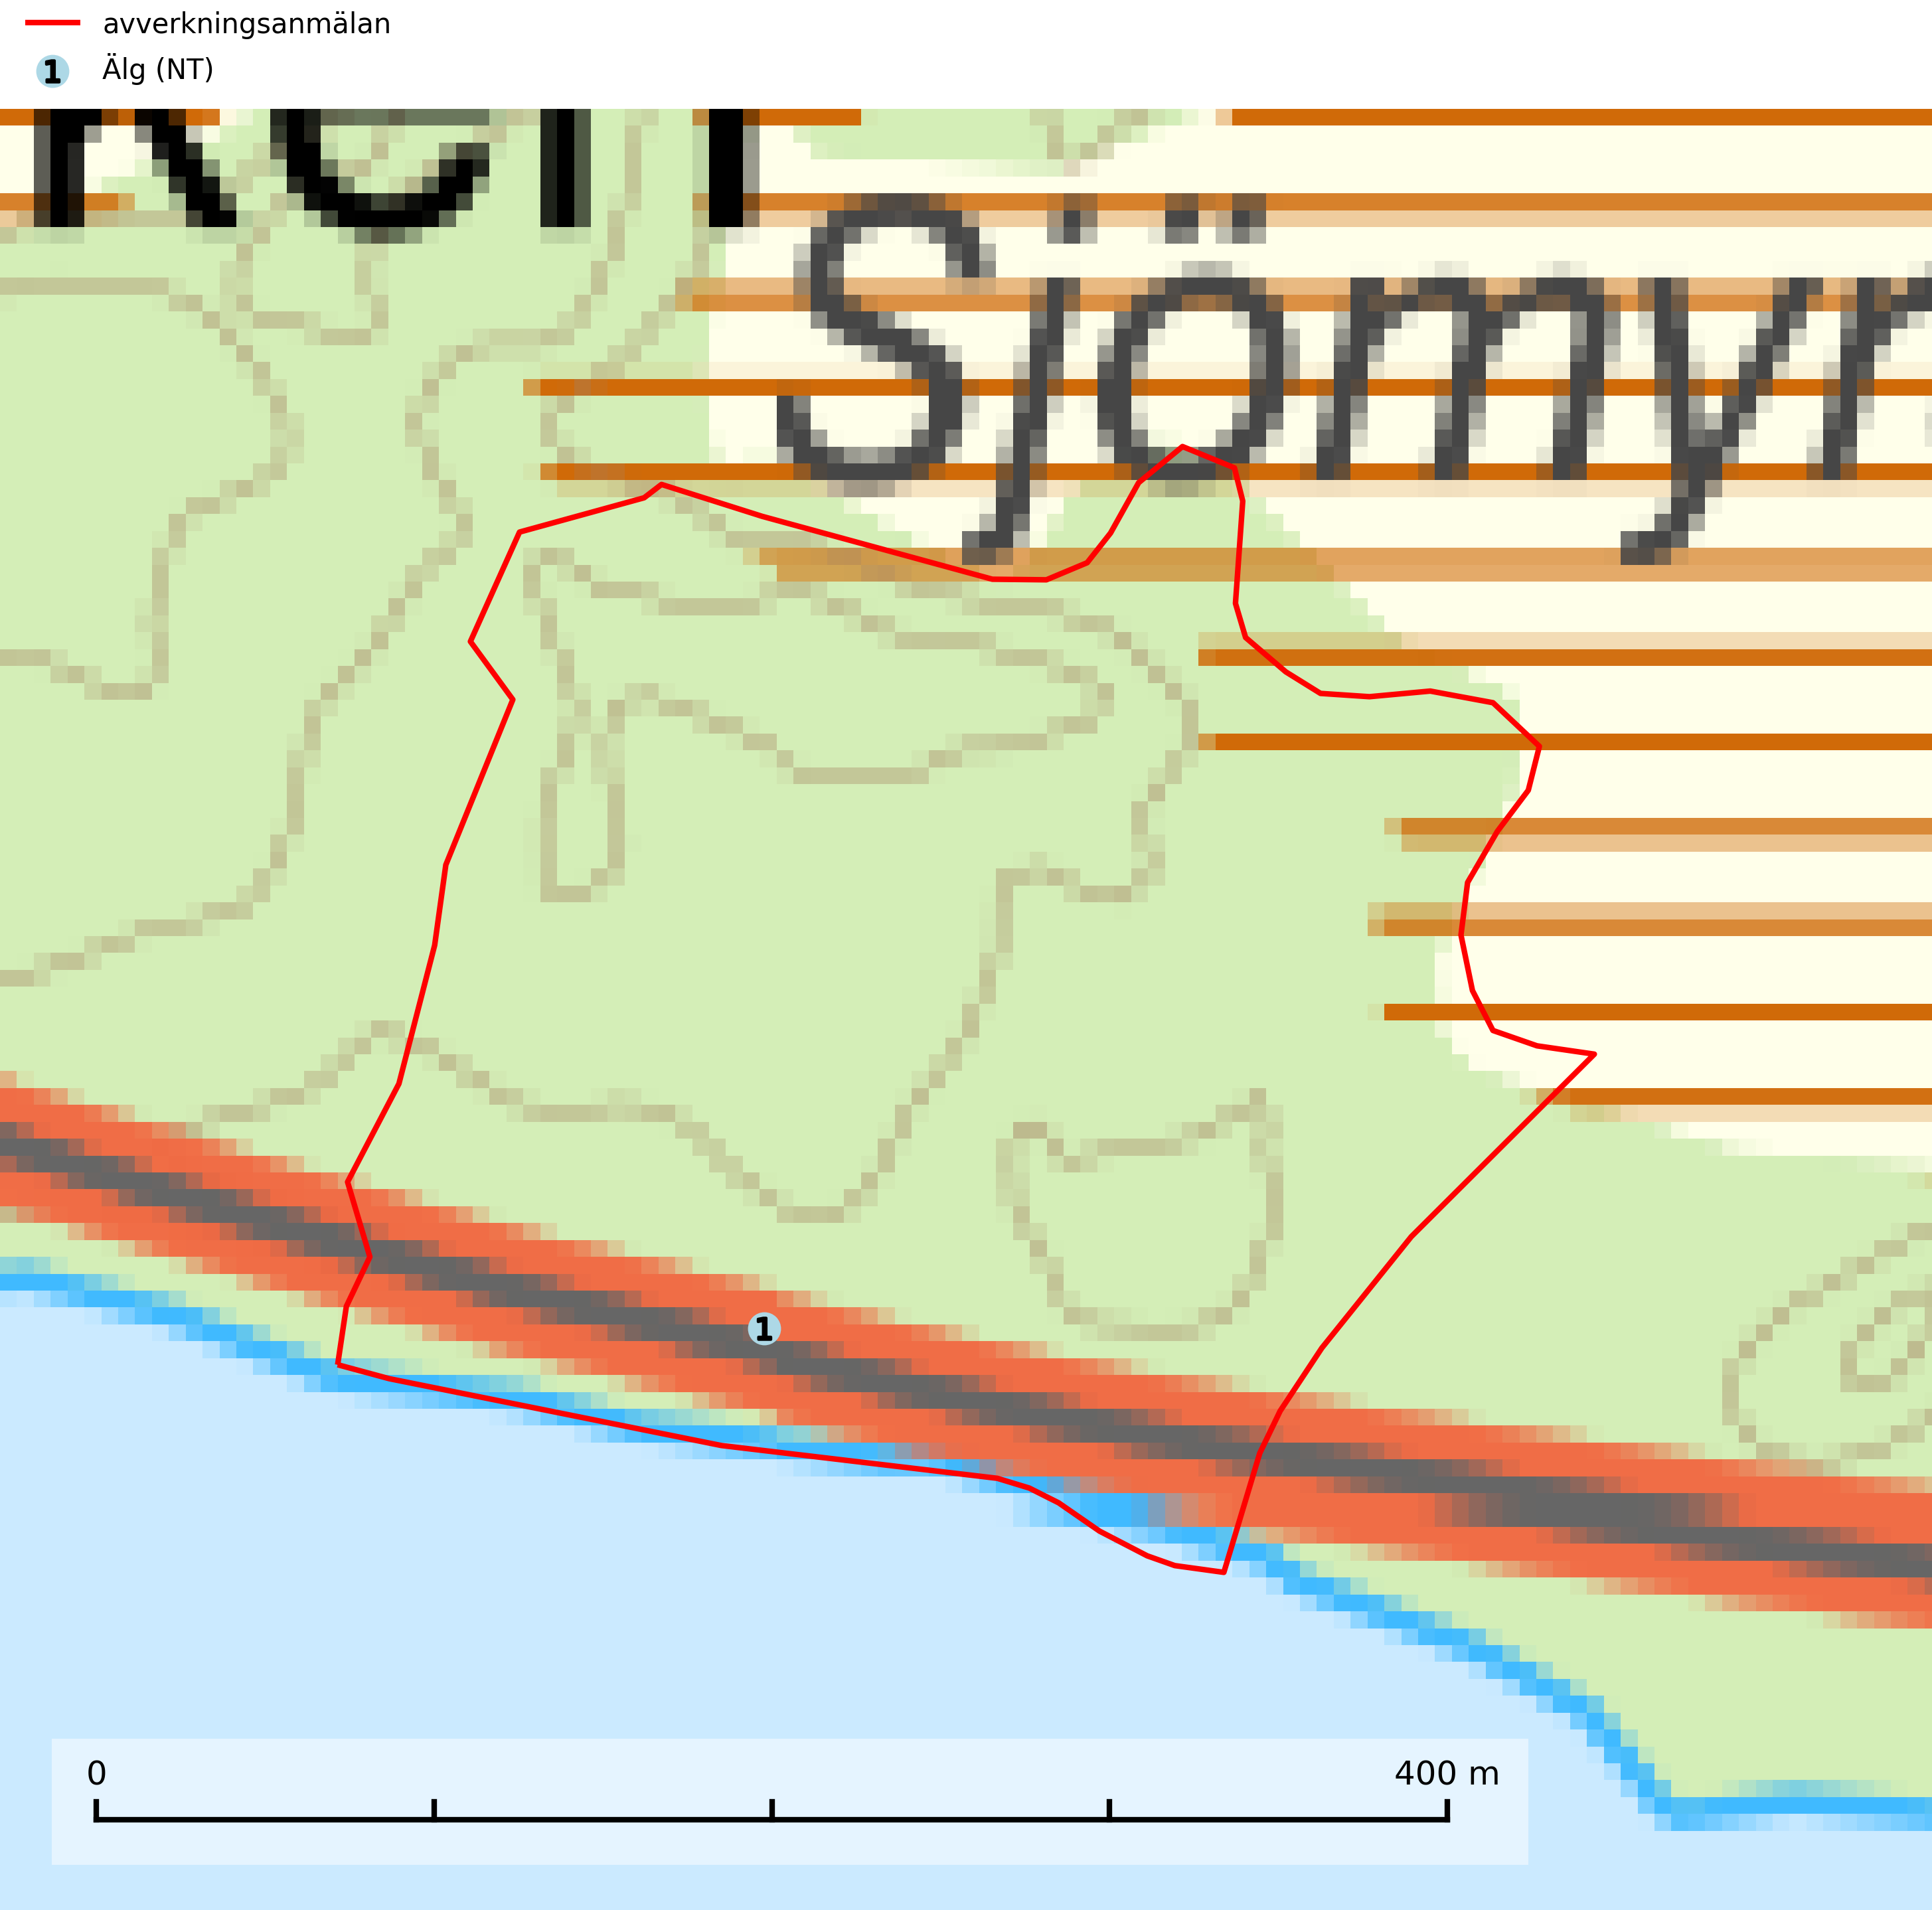 avverkningsanmälan
1 Älg (NT)
1
0 400 m